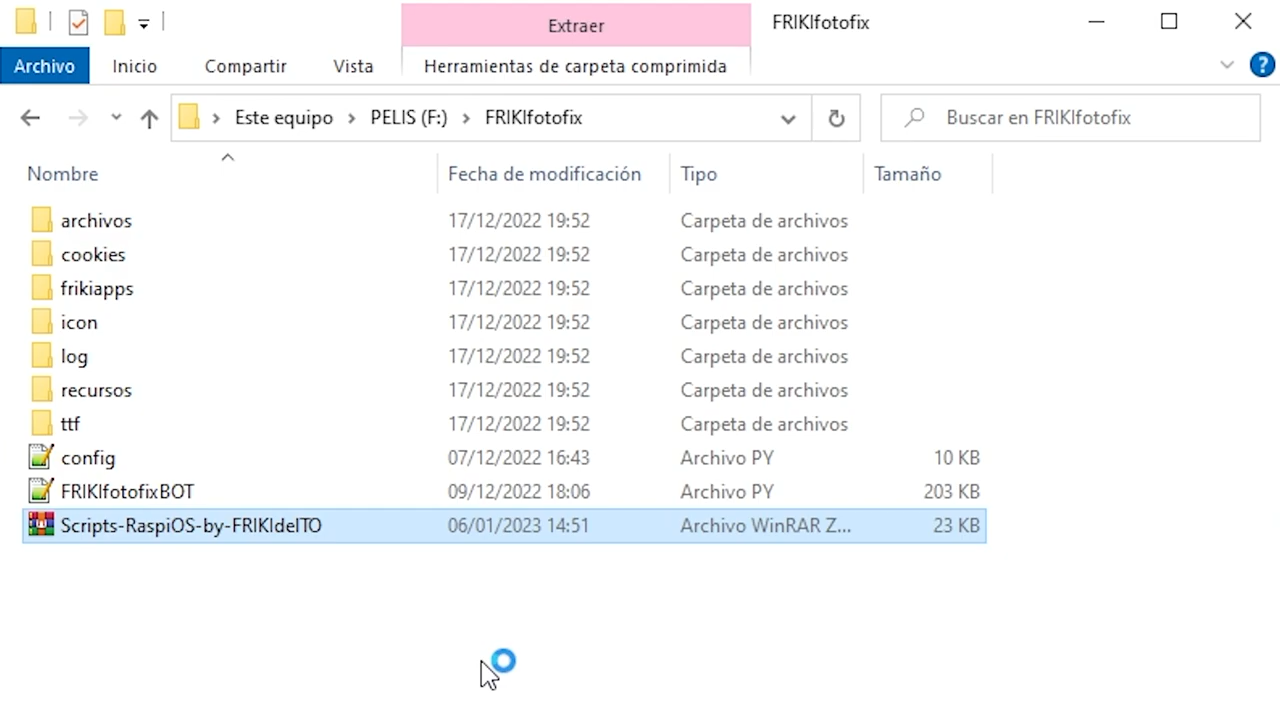 Extraer
FRIKIfotofix
Archivo
Inicio
Compartir
Vista
Herramientas de carpeta comprimida
Este equipo > PELIS (F:) > FRIKIfotofix
Buscar en FRIKIfotofix
Nombre Fecha de modificación Tipo Tamaño
archivos 17/12/2022 19:52 Carpeta de archivos
cookies 17/12/2022 19:52 Carpeta de archivos
frikiapps 17/12/2022 19:52 Carpeta de archivos
icon 17/12/2022 19:52 Carpeta de archivos
log 17/12/2022 19:52 Carpeta de archivos
recursos 17/12/2022 19:52 Carpeta de archivos
ttf 17/12/2022 19:52 Carpeta de archivos
config 07/12/2022 16:43 Archivo PY 10 KB
FRIKIfotofixBOT 09/12/2022 18:06 Archivo PY 203 KB
Scripts-RaspiOS-by-FRIKIdelTO 06/01/2023 14:51 Archivo WinRAR Z... 23 KB